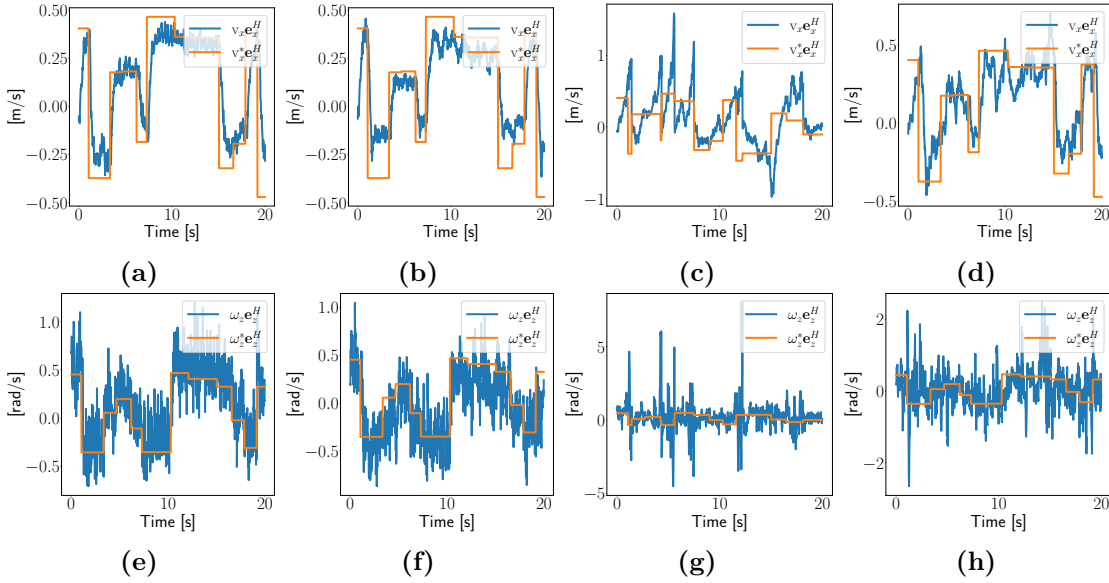 [m/s]
0.50
0.25
0.00
−0.25
−0.50
0
10
20
Time [s]
v_x e_x^H
v_x^* e_x^H
(a)
[m/s]
0.50
0.25
0.00
−0.25
−0.50
0
10
20
Time [s]
v_x e_x^H
v_x^* e_x^H
(b)
[m/s]
1
0
−1
0
10
20
Time [s]
v_x e_x^H
v_x^* e_x^H
(c)
[m/s]
0.5
0.0
−0.5
0
10
20
Time [s]
v_x e_x^H
v_x^* e_x^H
(d)
[rad/s]
1.0
0.5
0.0
−0.5
0
10
20
Time [s]
ω_z e_z^H
ω_z^* e_z^H
(e)
[rad/s]
1.0
0.5
0.0
−0.5
0
10
20
Time [s]
ω_z e_z^H
ω_z^* e_z^H
(f)
[rad/s]
5
0
−5
0
10
20
Time [s]
ω_z e_z^H
ω_z^* e_z^H
(g)
[rad/s]
2
0
−2
0
10
20
Time [s]
ω_z e_z^H
ω_z^* e_z^H
(h)